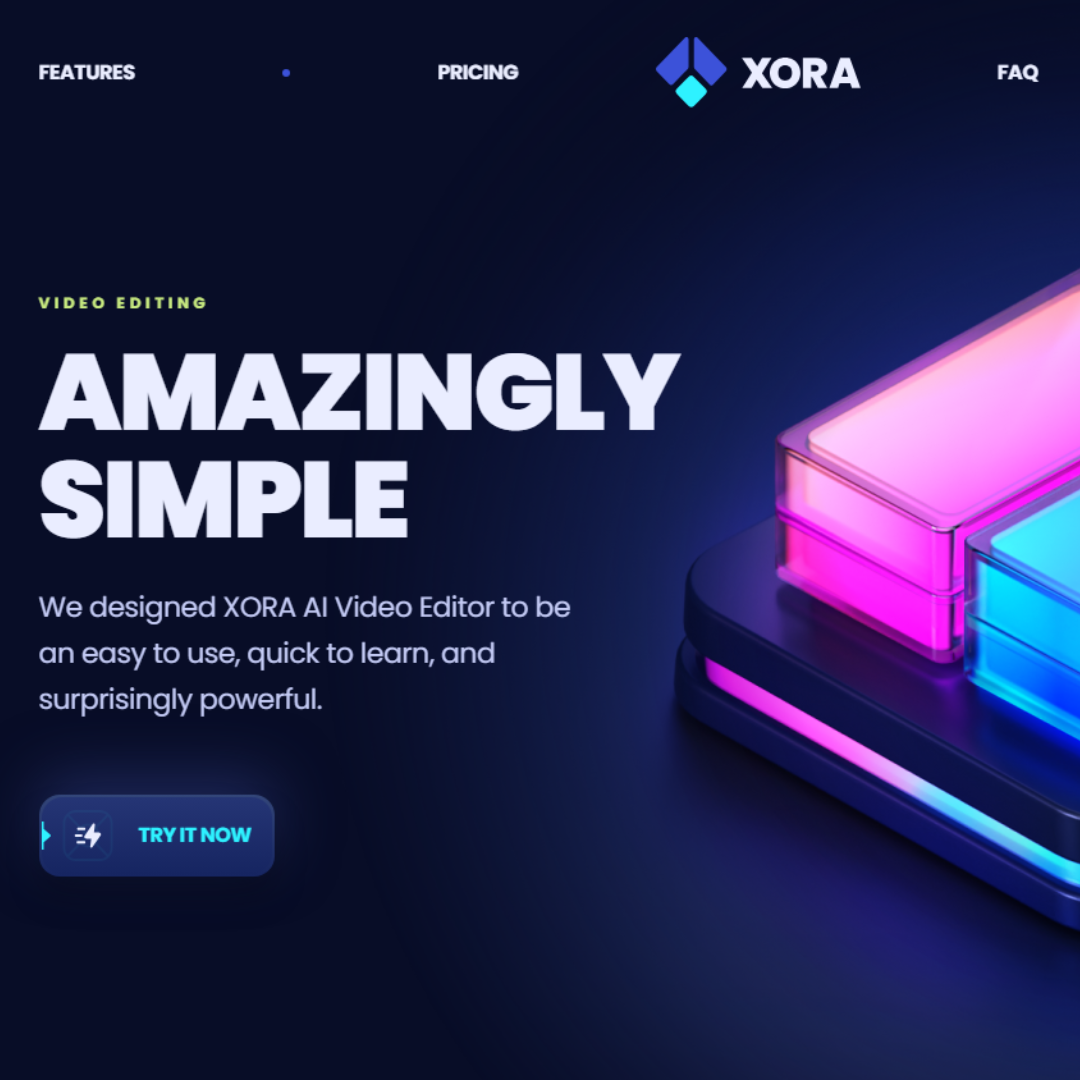 FEATURES
PRICING
XORA
FAQ
VIDEO EDITING
AMAZINGLY
SIMPLE
We designed XORA AI Video Editor to be
an easy to use, quick to learn, and
surprisingly powerful.
TRY IT NOW